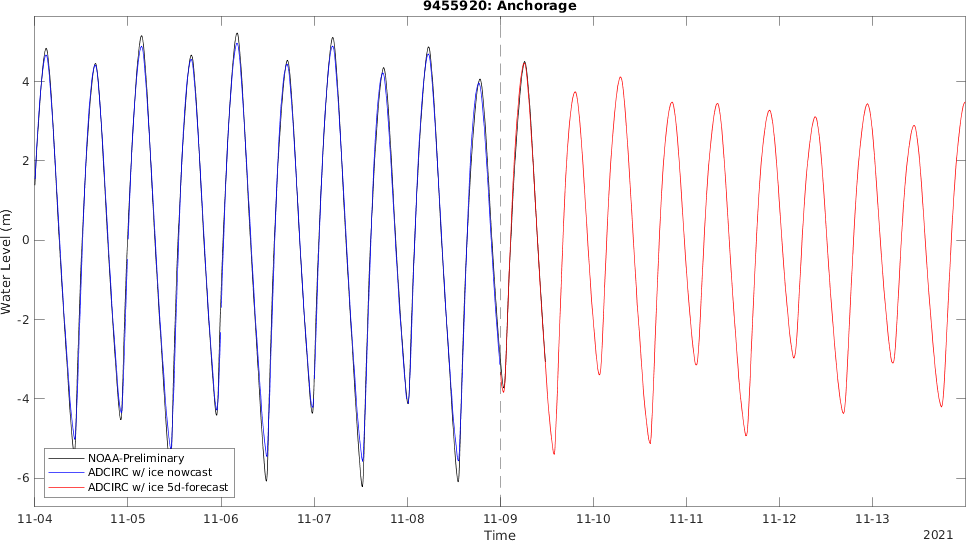 9455920: Anchorage
Water Level (m)
4
2
0
-2
-4
-6
NOAA-Preliminary
ADCIRC w/ ice nowcast
ADCIRC w/ ice 5d-forecast
11-04 11-05 11-06 11-07 11-08 11-09 11-10 11-11 11-12 11-13
Time
2021